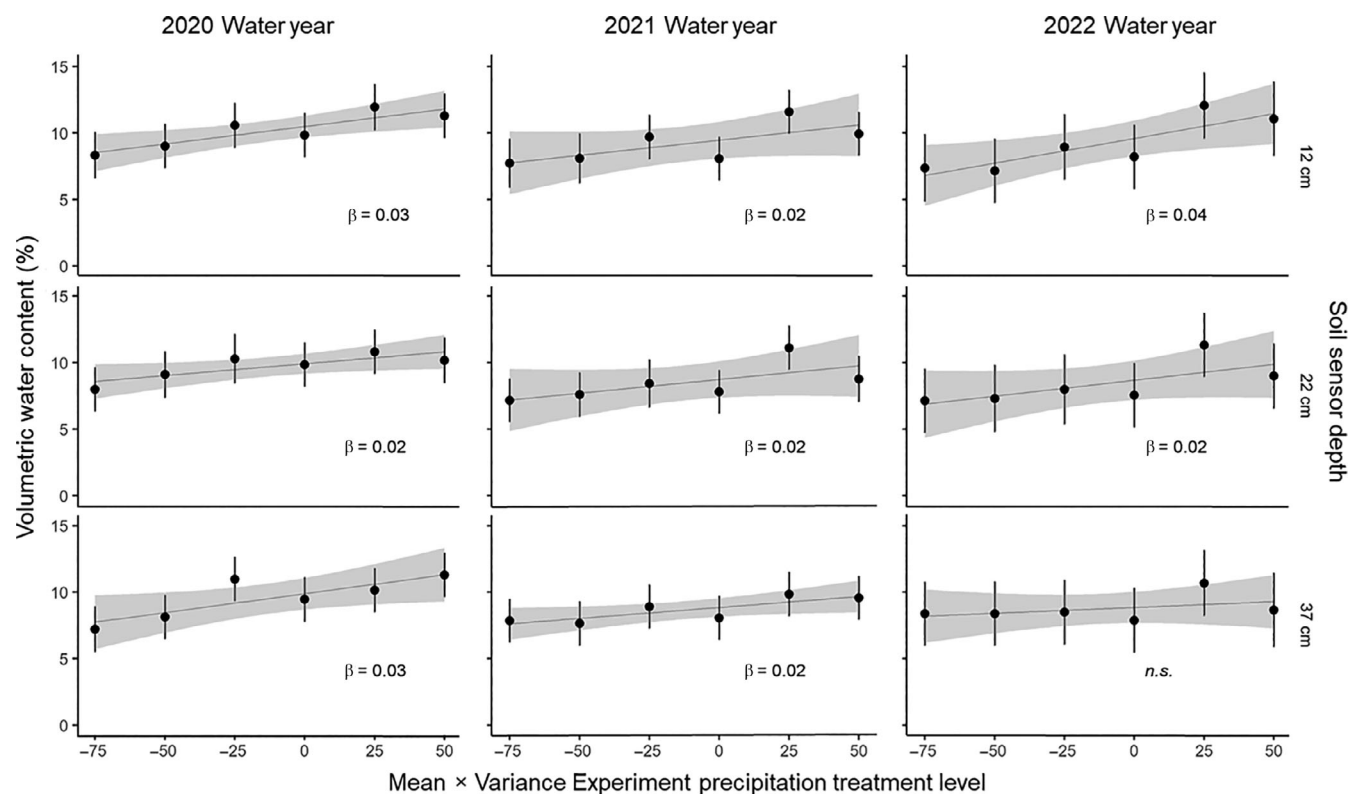 2020 Water year
2021 Water year
2022 Water year
Volumetric water content (%)
15
10
5
0
β = 0.03
β = 0.02
β = 0.04
12 cm
15
10
5
0
β = 0.02
β = 0.02
β = 0.02
22 cm
Soil sensor depth
15
10
5
0
β = 0.03
β = 0.02
n.s.
37 cm
−75 −50 −25 0 25 50
−75 −50 −25 0 25 50
−75 −50 −25 0 25 50
Mean × Variance Experiment precipitation treatment level